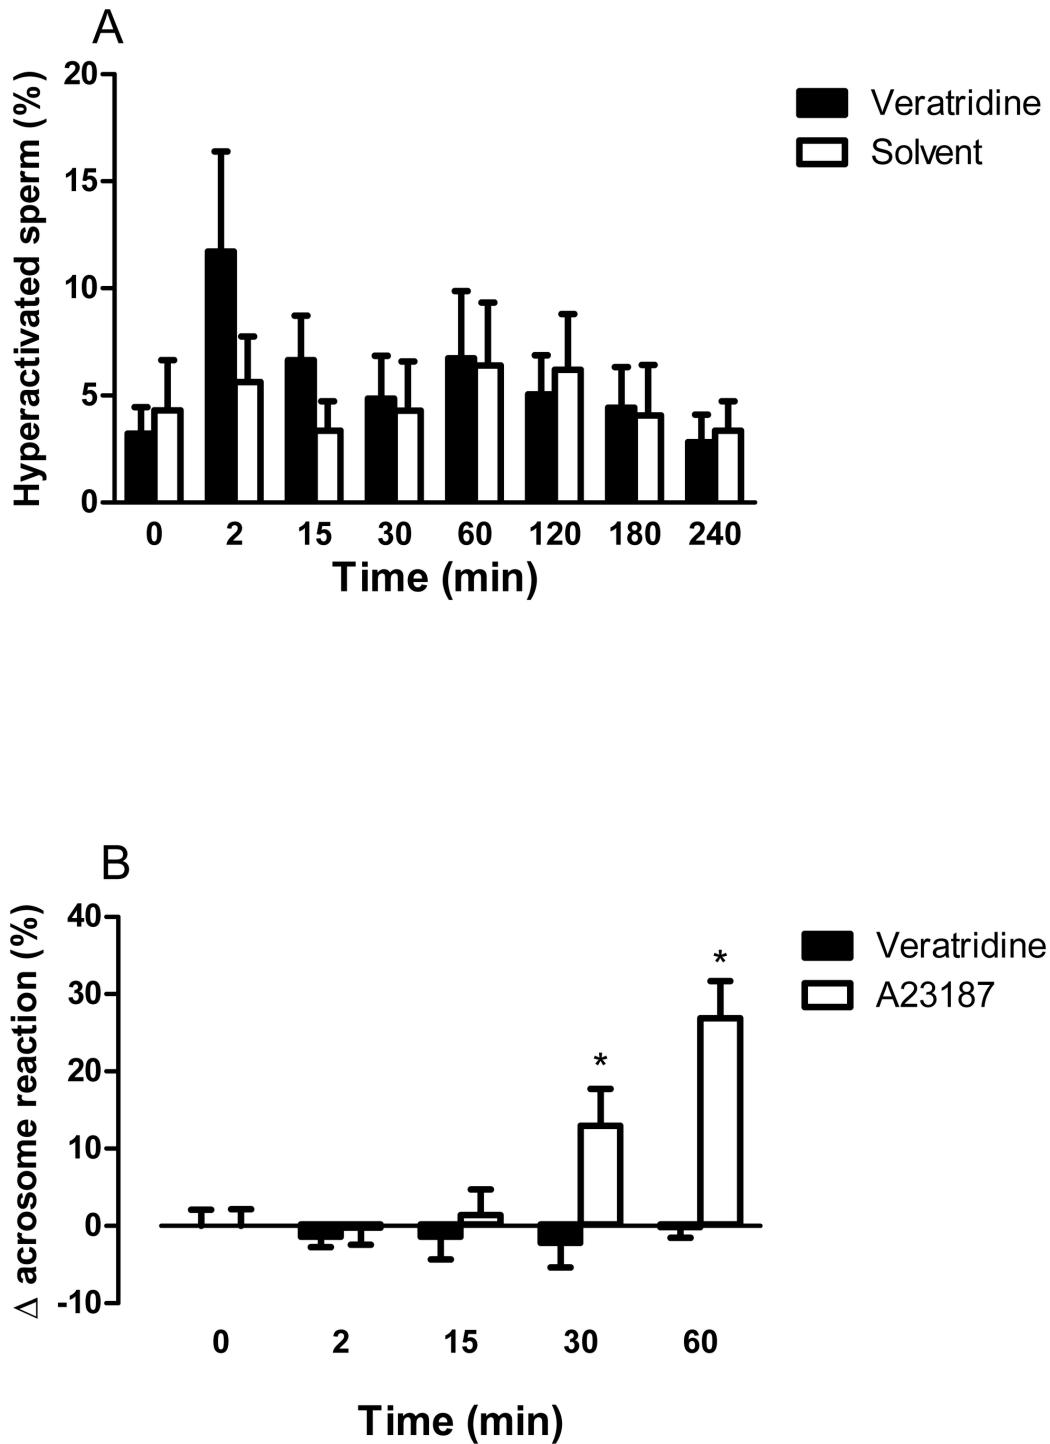 A
Hyperactivated sperm (%)
20
15
10
5
0
0 2 15 30 60 120 180 240
Time (min)
Veratridine
Solvent
B
Δ acrosome reaction (%)
40
30
20
10
0
-10
* *
0 2 15 30 60
Time (min)
Veratridine
A23187